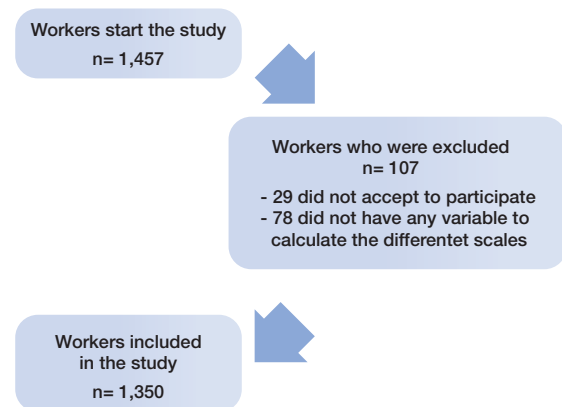 Workers start the study
n= 1,457
Workers who were excluded
n= 107
- 29 did not accept to participate
- 78 did not have any variable to
calculate the differentet scales
Workers included
in the study
n= 1,350